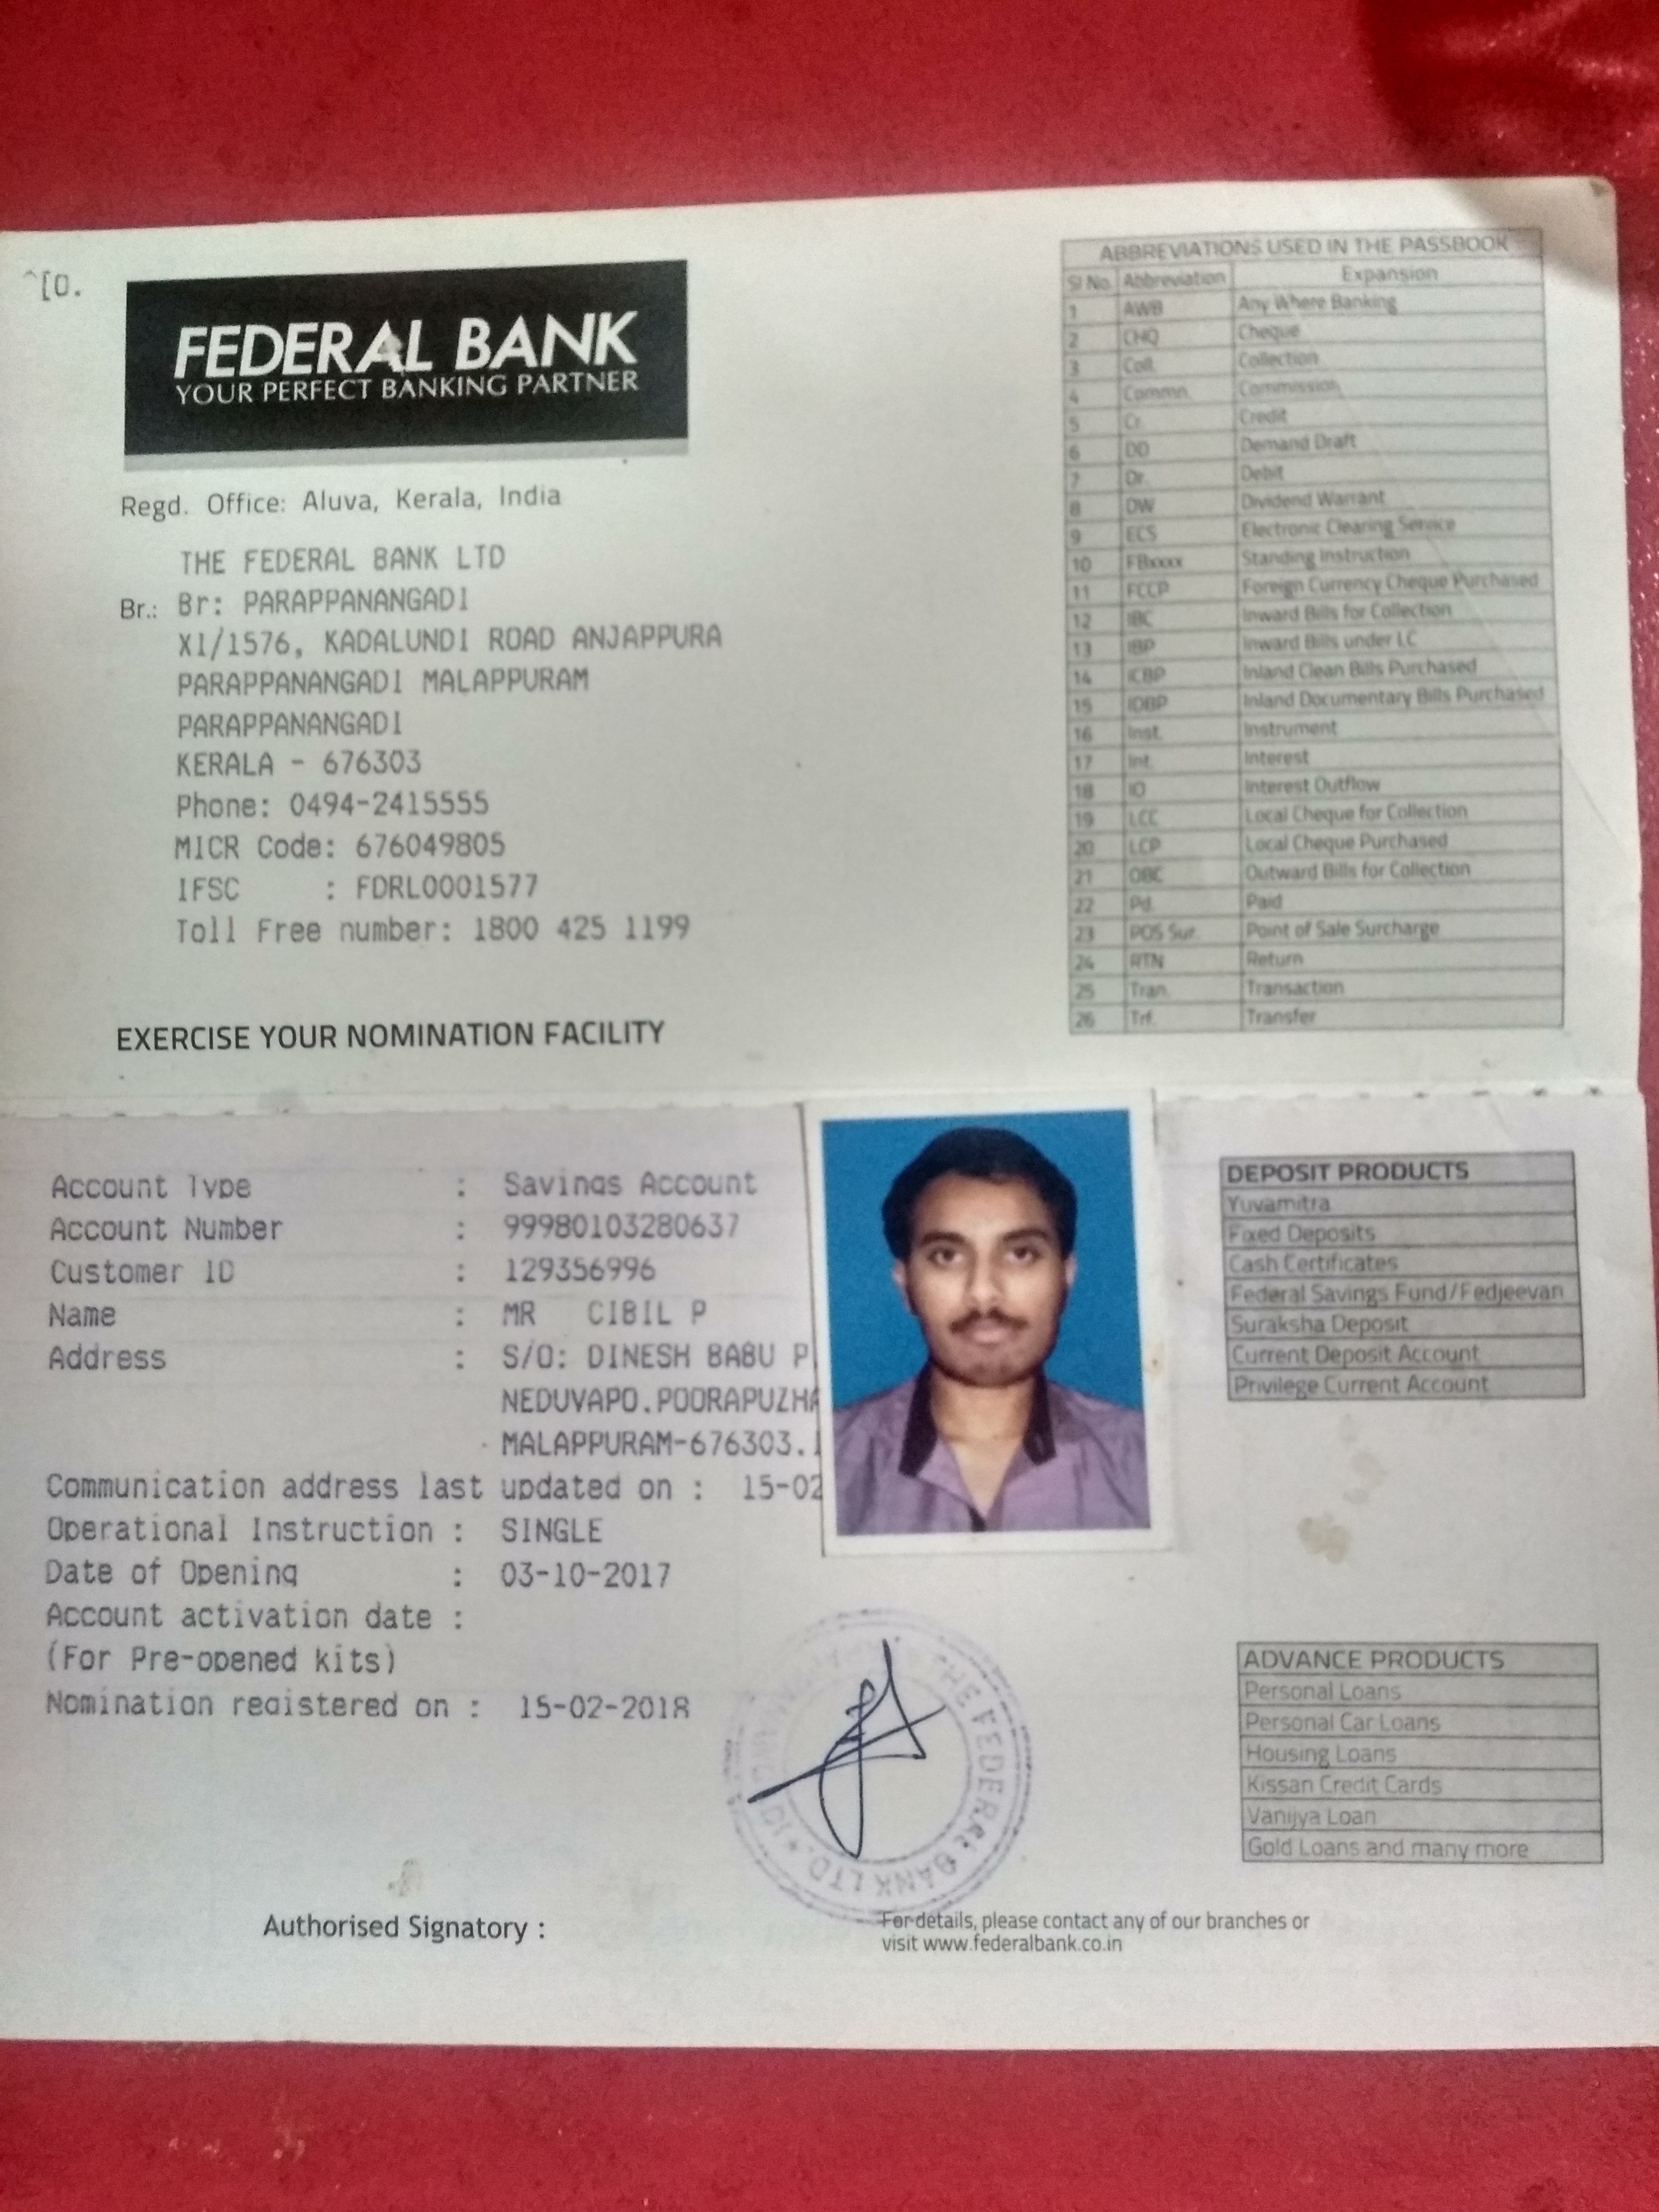 ^[0.
FEDERAL BANK
YOUR PERFECT BANKING PARTNER
Regd. Office: Aluva, Kerala, India
THE FEDERAL BANK LTD
Br.: Br: PARAPPANANGADI
XI/1576, KADALUNDI ROAD ANJAPPURA
PARAPPANANGADI MALAPPURAM
PARAPPANANGADI
KERALA - 676303
Phone: 0494-2415555
MICR Code: 676049805
IFSC : FDRL0001577
Toll Free number: 1800 425 1199
EXERCISE YOUR NOMINATION FACILITY
ABBREVIATIONS USED IN THE PASSBOOK
Sl No. Abbreviation Expansion
1 AWB Any Where Banking
2 CHQ Cheque
3 Coll. Collection
4 Commn. Commission
5 Cr. Credit
6 DD Demand Draft
7 Dr. Debit
8 DW Dividend Warrant
9 ECS Electronic Clearing Service
10 FBxxxx Standing Instruction
11 FCCP Foreign Currency Cheque Purchased
12 IBC Inward Bills for Collection
13 IBP Inward Bills under LC
14 ICBP Inland Clean Bills Purchased
15 IDBP Inland Documentary Bills Purchased
16 Inst. Instrument
17 Int. Interest
18 IO Interest Outflow
19 LCC Local Cheque for Collection
20 LCP Local Cheque Purchased
21 OBC Outward Bills for Collection
22 Pd. Paid
23 POS Sur. Point of Sale Surcharge
24 RTN Return
25 Tran. Transaction
26 Trf. Transfer
Account Type : Savings Account
Account Number : 99980103280637
Customer ID : 129356996
Name : MR CIBIL P
Address : S/O: DINESH BABU P
NEDUVAPO.POORAPUZHA
MALAPPURAM-676303.
Communication address last updated on : 15-02
Operational Instruction : SINGLE
Date of Opening : 03-10-2017
Account activation date :
(For Pre-opened kits)
Nomination registered on : 15-02-2018
THE FEDERAL BANK LTD.
Authorised Signatory :
DEPOSIT PRODUCTS
Yuvamitra
Fixed Deposits
Cash Certificates
Federal Savings Fund/Fedjeevan
Suraksha Deposit
Current Deposit Account
Privilege Current Account
ADVANCE PRODUCTS
Personal Loans
Personal Car Loans
Housing Loans
Kissan Credit Cards
Vanijya Loan
Gold Loans and many more
For details, please contact any of our branches or
visit www.federalbank.co.in